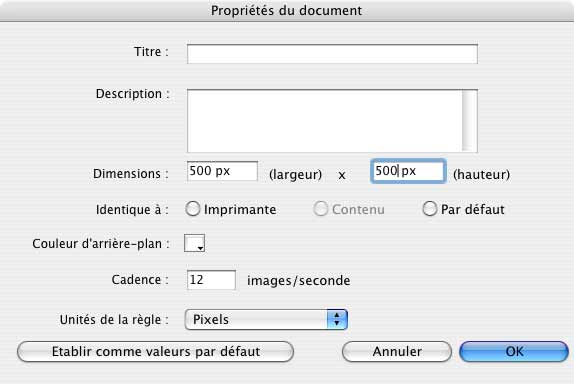 Propriétés du document
Titre :
Description :
Dimensions : 500 px (largeur) x 500 px (hauteur)
Identique à : Imprimante Contenu Par défaut
Couleur d'arrière-plan :
Cadence : 12 images/seconde
Unités de la règle : Pixels
Etablir comme valeurs par défaut Annuler OK